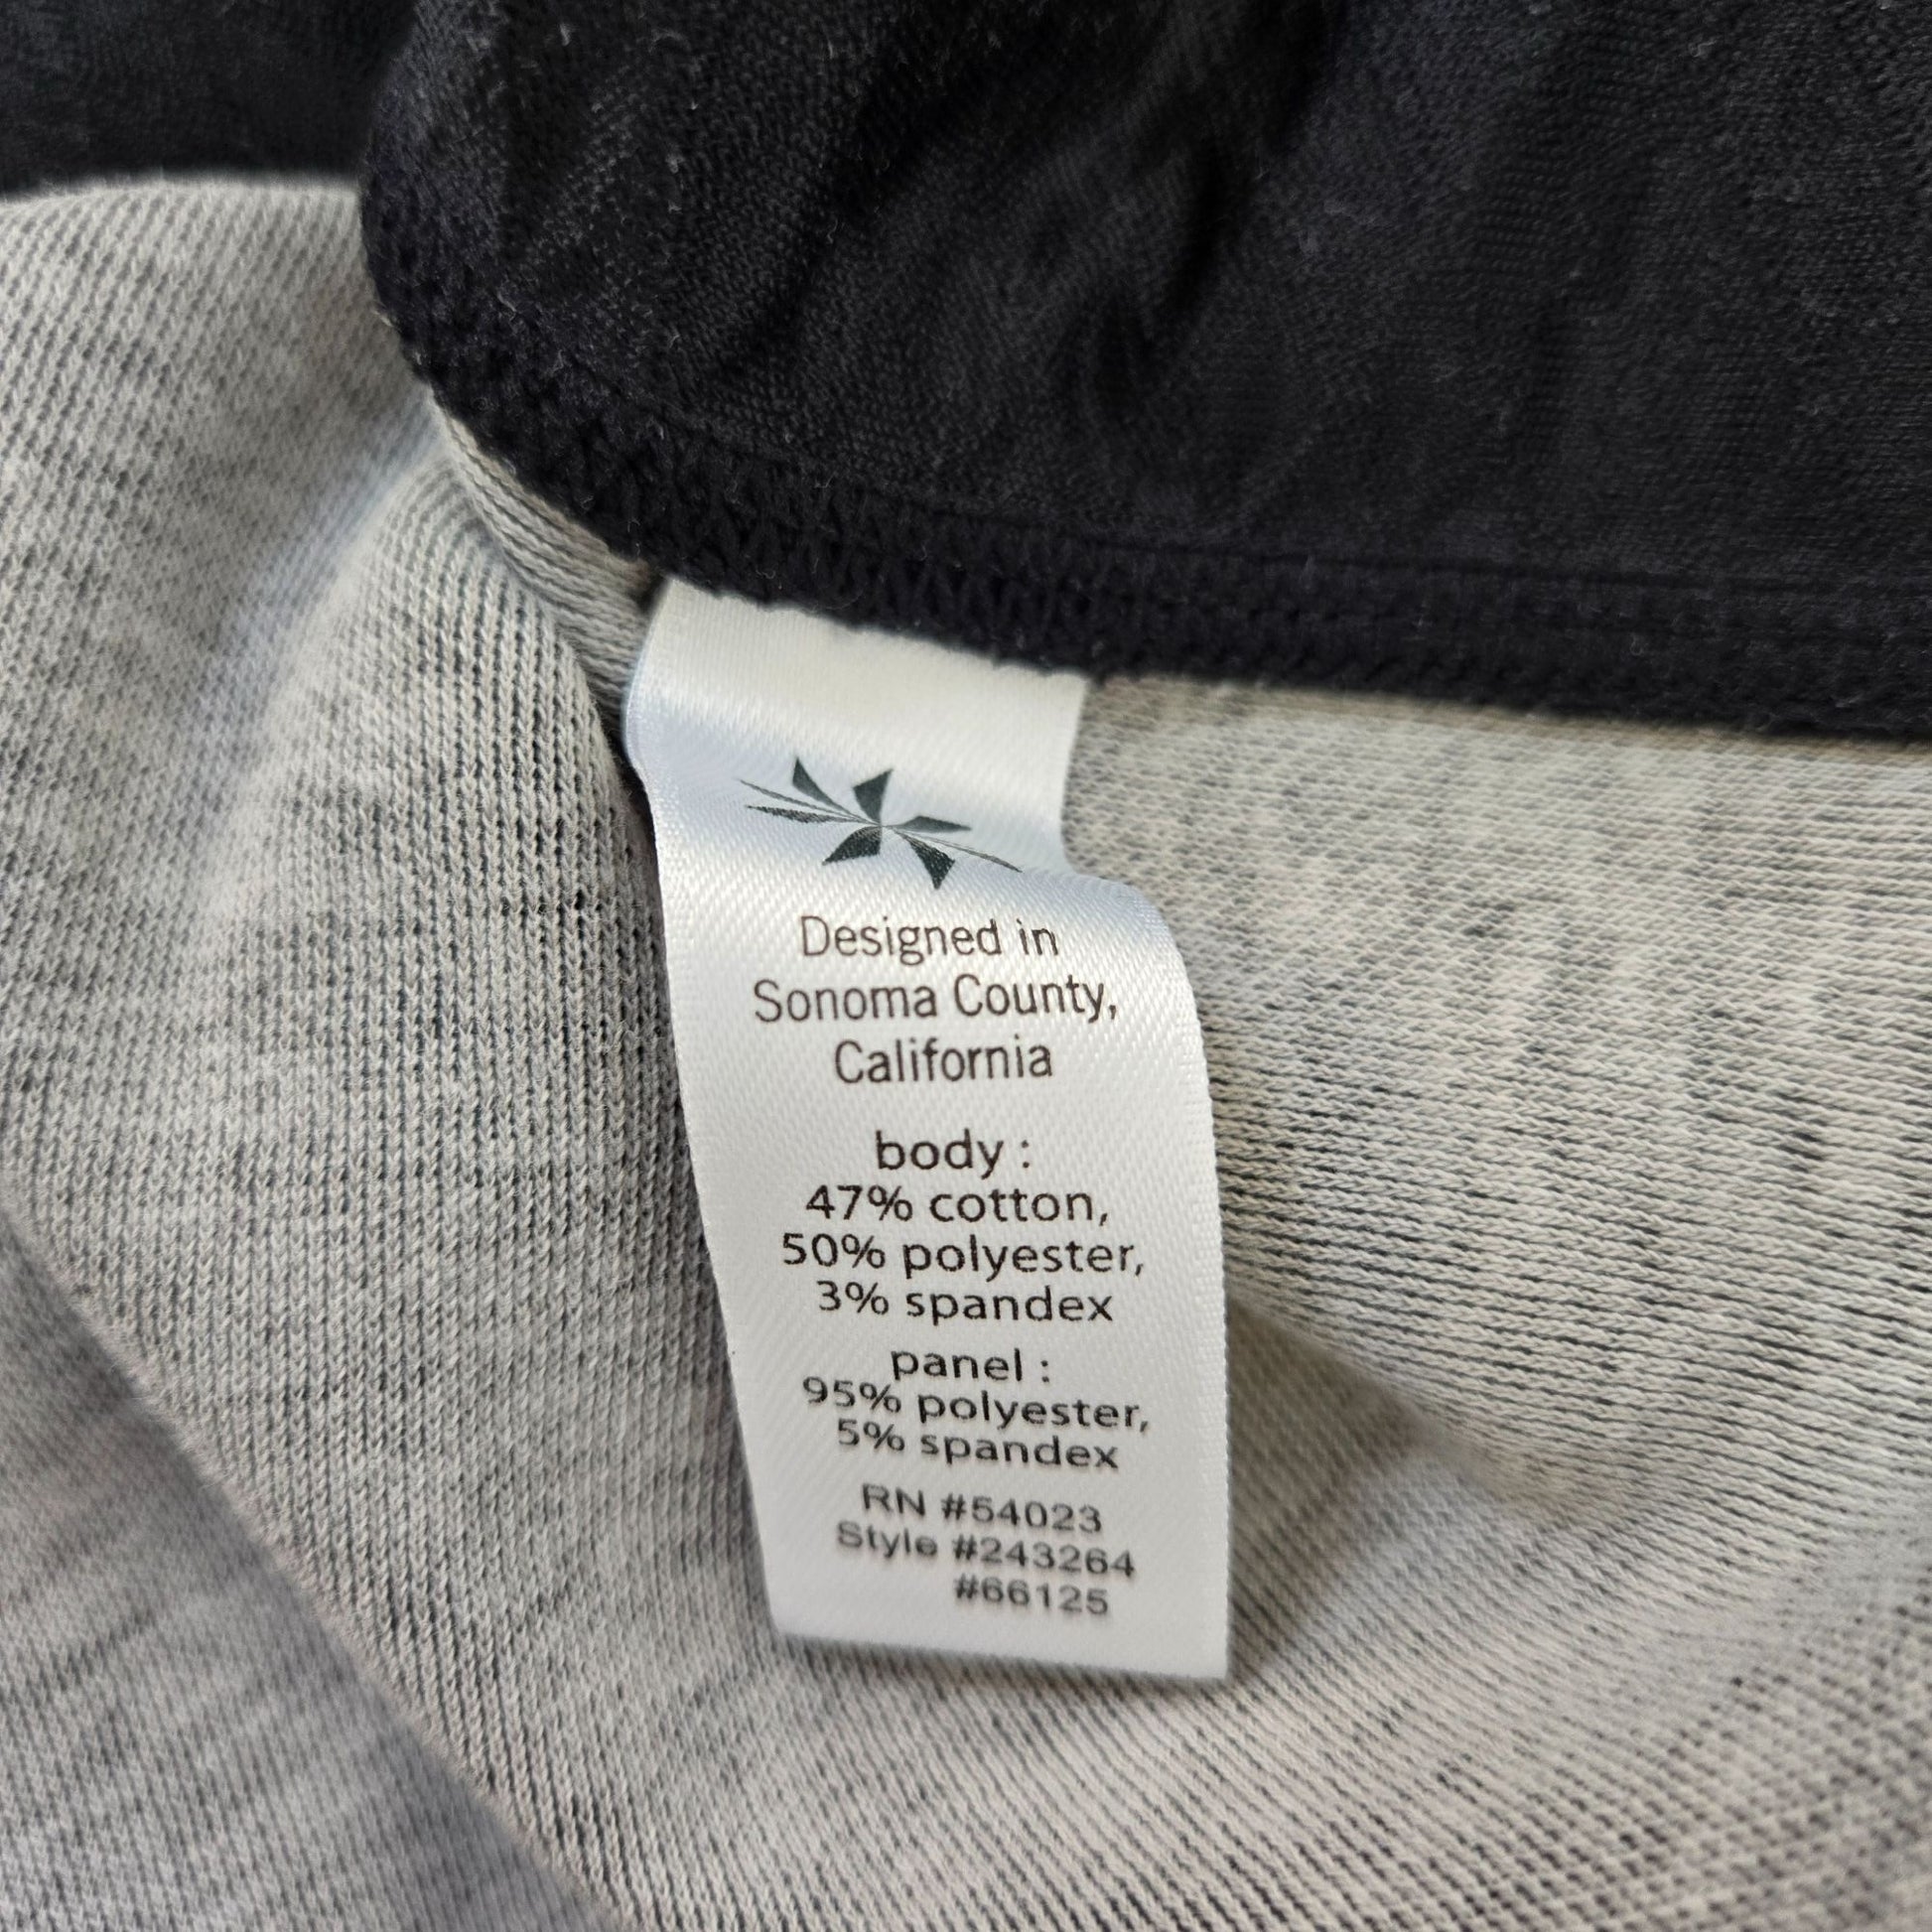 Designed in
Sonoma County,
California
body :
47% cotton,
50% polyester,
3% spandex
panel :
95% polyester,
5% spandex
RN #54023
Style #243264
#66125